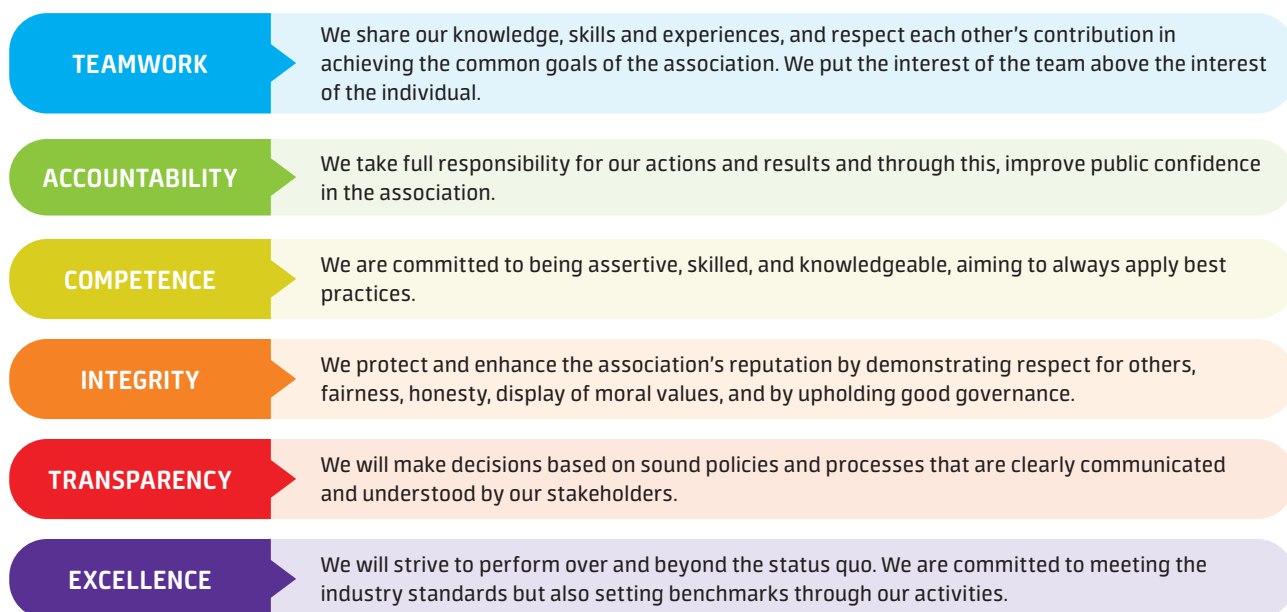 TEAMWORK
We share our knowledge, skills and experiences, and respect each other's contribution in
achieving the common goals of the association. We put the interest of the team above the interest
of the individual.
ACCOUNTABILITY
We take full responsibility for our actions and results and through this, improve public confidence
in the association.
COMPETENCE
We are committed to being assertive, skilled, and knowledgeable, aiming to always apply best
practices.
INTEGRITY
We protect and enhance the association's reputation by demonstrating respect for others,
fairness, honesty, display of moral values, and by upholding good governance.
TRANSPARENCY
We will make decisions based on sound policies and processes that are clearly communicated
and understood by our stakeholders.
EXCELLENCE
We will strive to perform over and beyond the status quo. We are committed to meeting the
industry standards but also setting benchmarks through our activities.